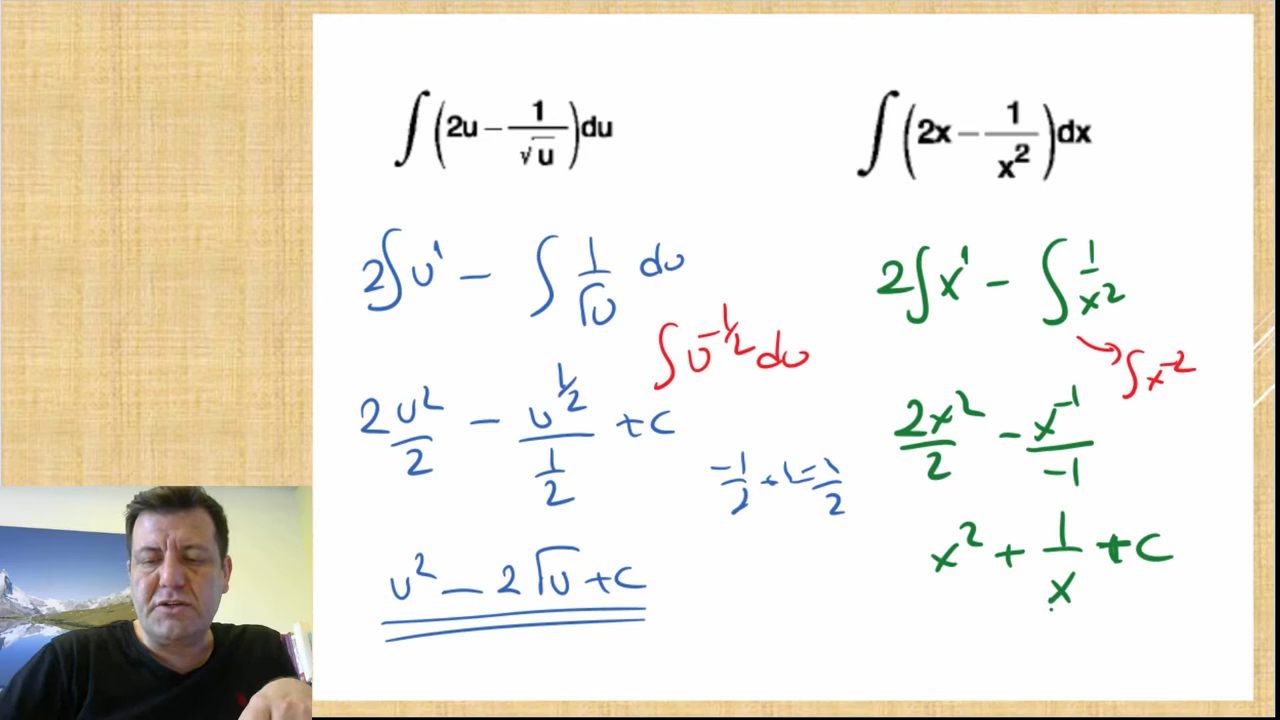 ∫(2u − 1/√u)du
2∫u¹ − ∫ 1/√u du
∫u^(−1/2) du
2u²/2 − u^(1/2)/(1/2) + c
−1/2 + 1 = 1/2
u² − 2√u + c
∫(2x − 1/x²)dx
2∫x¹ − ∫ 1/x²
→ ∫x^(−2)
2x²/2 − x^(−1)/−1
x² + 1/x + c